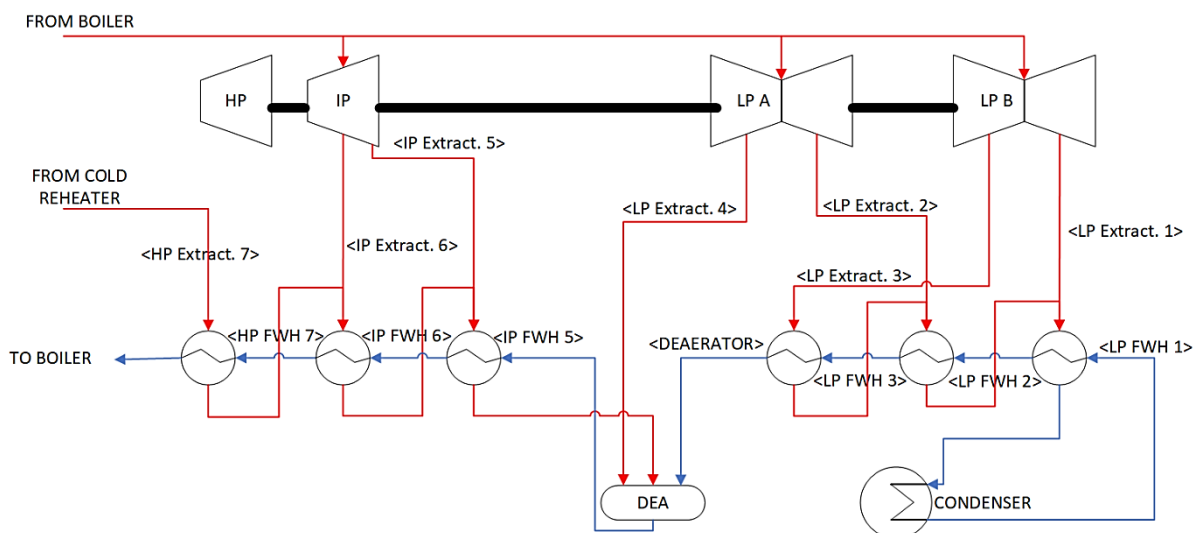 FROM BOILER
HP
IP
LP A
LP B
<IP Extract. 5>
FROM COLD
REHEATER
<LP Extract. 4>
<LP Extract. 2>
<LP Extract. 1>
<HP Extract. 7>
<IP Extract. 6>
<LP Extract. 3>
TO BOILER
<HP FWH 7>
<IP FWH 6>
<IP FWH 5>
<DEAERATOR>
<LP FWH 3>
<LP FWH 2>
<LP FWH 1>
DEA
CONDENSER